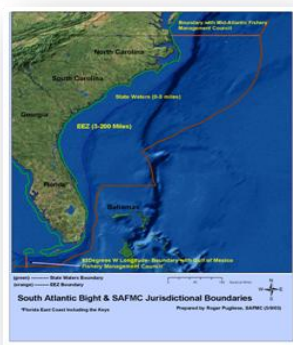 Boundary with Mid-Atlantic Fishery
Management Council
North Carolina
South Carolina
State Waters (0-3 miles)
Georgia
EEZ (3-200 Miles)
Florida
Bahamas
83Degrees W Longitude: Boundary with Gulf of Mexico
Fishery Management Council
(green) ——— State Waters Boundary
(orange) ——— EEZ Boundary
South Atlantic Bight & SAFMC Jurisdictional Boundaries
*Florida East Coast Including the Keys
Prepared by: Roger Pugliese, SAFMC (5/9/03)